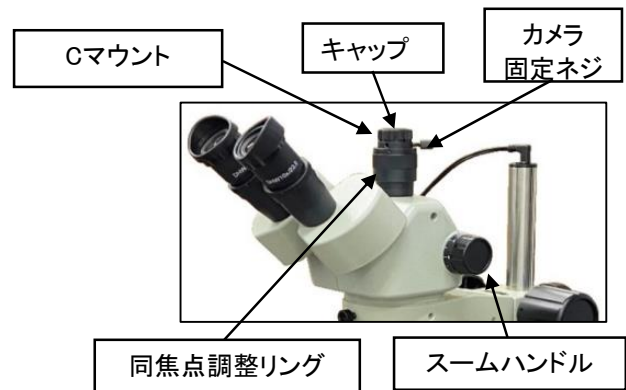 Cマウント
キャップ
カメラ
固定ネジ
同焦点調整リング
スームハンドル